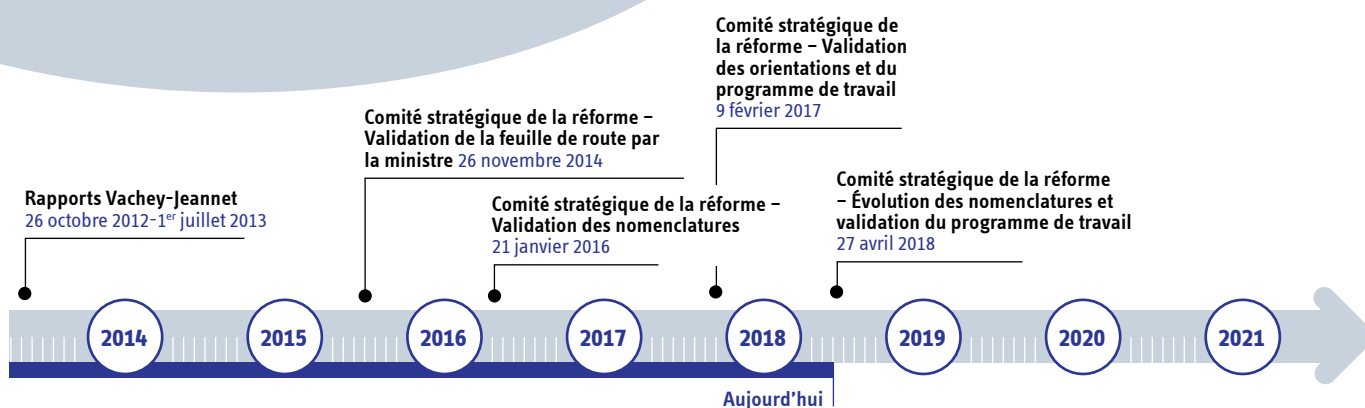 Rapports Vachey-Jeannet
26 octobre 2012-1er juillet 2013
Comité stratégique de la réforme –
Validation de la feuille de route par
la ministre 26 novembre 2014
Comité stratégique de la réforme –
Validation des nomenclatures
21 janvier 2016
Comité stratégique de
la réforme – Validation
des orientations et du
programme de travail
9 février 2017
Comité stratégique de la réforme
– Évolution des nomenclatures et
validation du programme de travail
27 avril 2018
2014 2015 2016 2017 2018 2019 2020 2021
Aujourd'hui